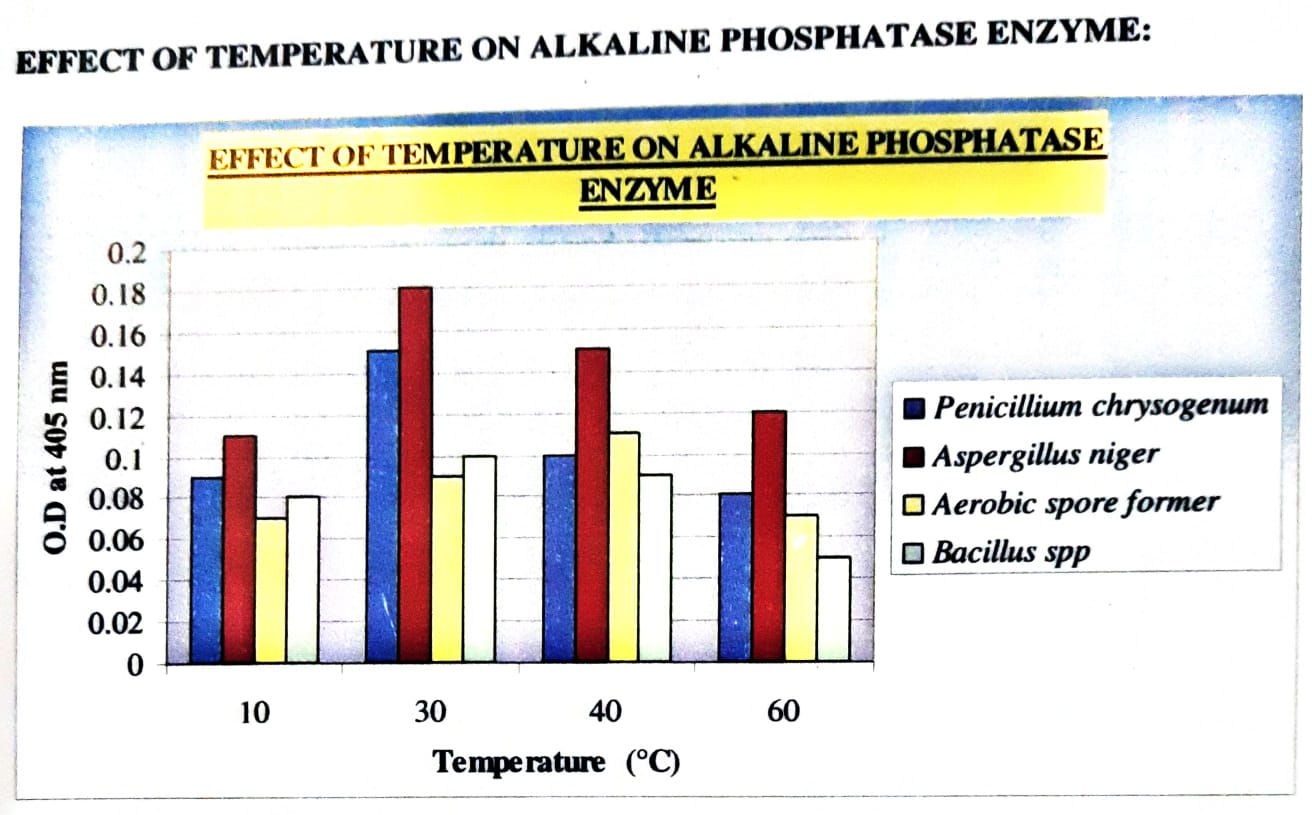 EFFECT OF TEMPERATURE ON ALKALINE PHOSPHATASE ENZYME:
EFFECT OF TEMPERATURE ON ALKALINE PHOSPHATASE
ENZYME
0.2
0.18
0.16
0.14
0.12
0.1
0.08
0.06
0.04
0.02
0
O.D at 405 nm
10 30 40 60
Temperature (°C)
Penicillium chrysogenum
Aspergillus niger
Aerobic spore former
Bacillus spp